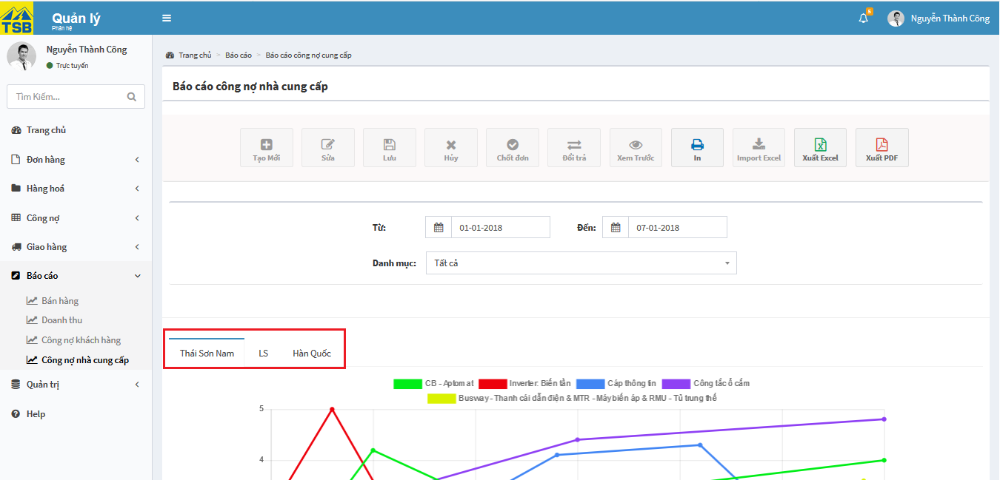 TSB
Quản lý
Phân hệ
5
Nguyễn Thành Công
Nguyễn Thành Công
Trực tuyến
Tìm Kiếm...
Trang chủ
Đơn hàng
Hàng hoá
Công nợ
Giao hàng
Báo cáo
Bán hàng
Doanh thu
Công nợ khách hàng
Công nợ nhà cung cấp
Quản trị
Help
Trang chủ > Báo cáo > Báo cáo công nợ cung cấp
Báo cáo công nợ nhà cung cấp
Tạo Mới Sửa Lưu Hủy Chốt đơn Đổi trả Xem Trước In Import Excel Xuất Excel Xuất PDF
Từ: 01-01-2018 Đến: 07-01-2018
Danh mục: Tất cả
Thái Sơn Nam LS Hàn Quốc
CB - Aptomat Inverter: Biến tần Cáp thông tin Công tắc ổ cắm
Busway - Thanh cái dẫn điện & MTR - Máy biến áp & RMU - Tủ trung thế
5
4